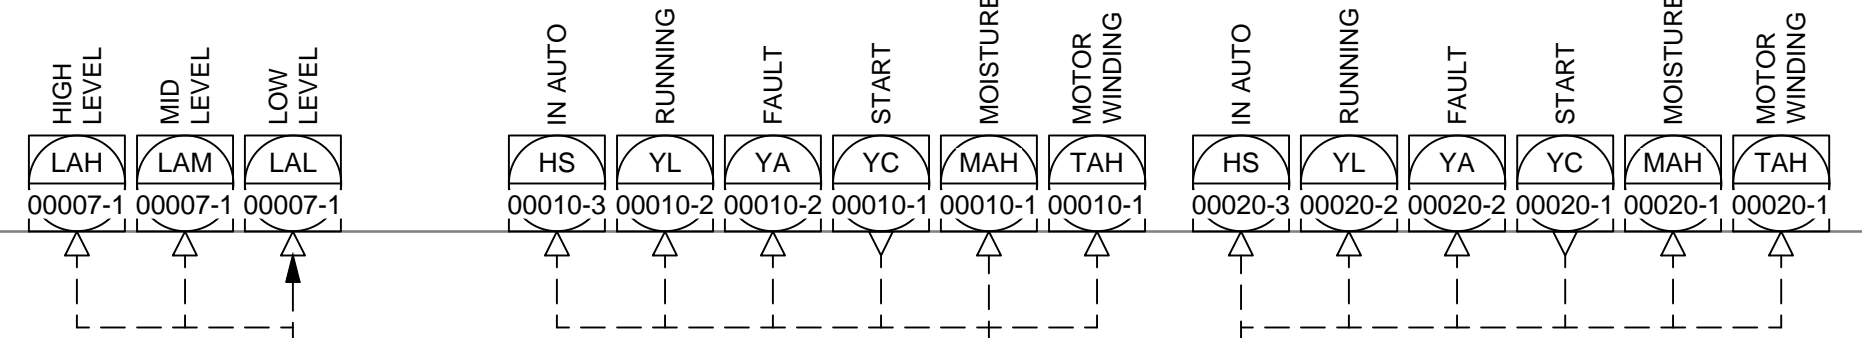 HIGH
LEVEL
MID
LEVEL
LOW
LEVEL
IN AUTO
RUNNING
FAULT
START
MOISTURE
MOTOR
WINDING
IN AUTO
RUNNING
FAULT
START
MOISTURE
MOTOR
WINDING
LAH
LAM
LAL
HS
YL
YA
YC
MAH
TAH
HS
YL
YA
YC
MAH
TAH
00007-1
00007-1
00007-1
00010-3
00010-2
00010-2
00010-1
00010-1
00010-1
00020-3
00020-2
00020-2
00020-1
00020-1
00020-1